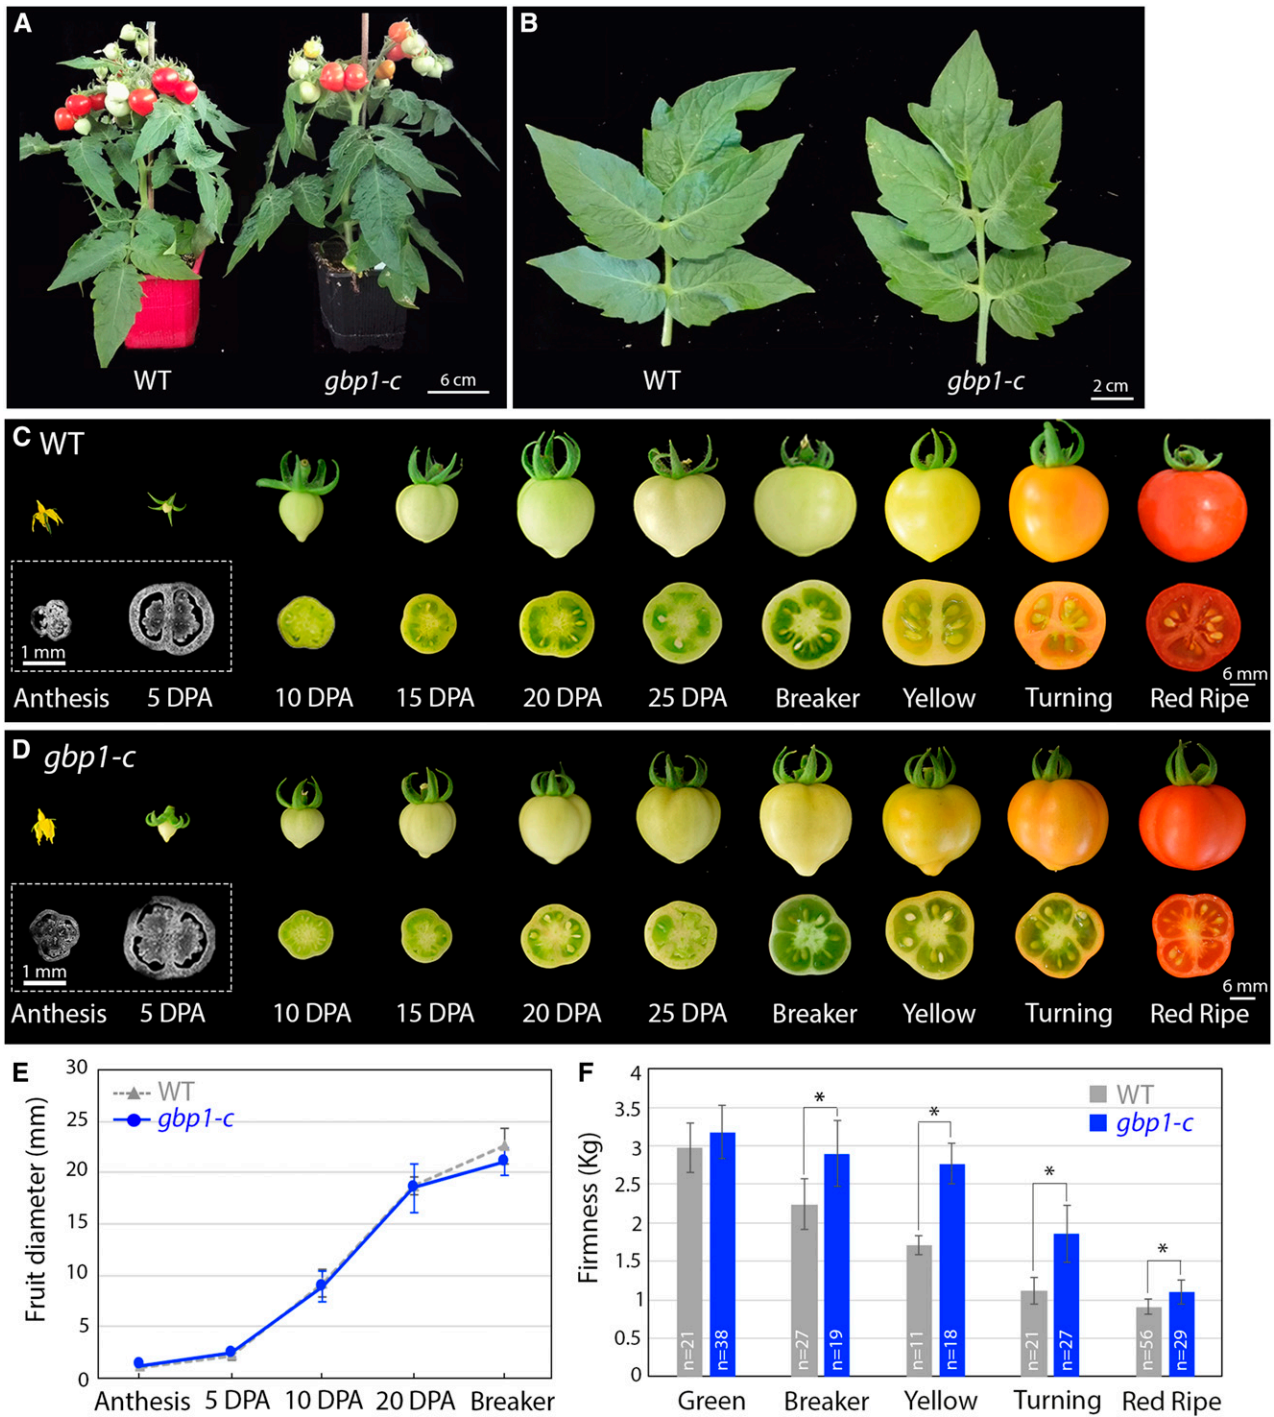 A
WT
gbp1-c
6 cm
B
WT
gbp1-c
2 cm
C WT
1 mm
6 mm
Anthesis 5 DPA 10 DPA 15 DPA 20 DPA 25 DPA Breaker Yellow Turning Red Ripe
D gbp1-c
1 mm
6 mm
Anthesis 5 DPA 10 DPA 15 DPA 20 DPA 25 DPA Breaker Yellow Turning Red Ripe
E
Fruit diameter (mm)
30
25
20
15
10
5
0
WT
gbp1-c
Anthesis 5 DPA 10 DPA 20 DPA Breaker
F
Firmness (Kg)
4
3.5
3
2.5
2
1.5
1
0.5
0
WT
gbp1-c
* * * *
n=21 n=38 n=27 n=19 n=11 n=18 n=21 n=27 n=56 n=29
Green Breaker Yellow Turning Red Ripe